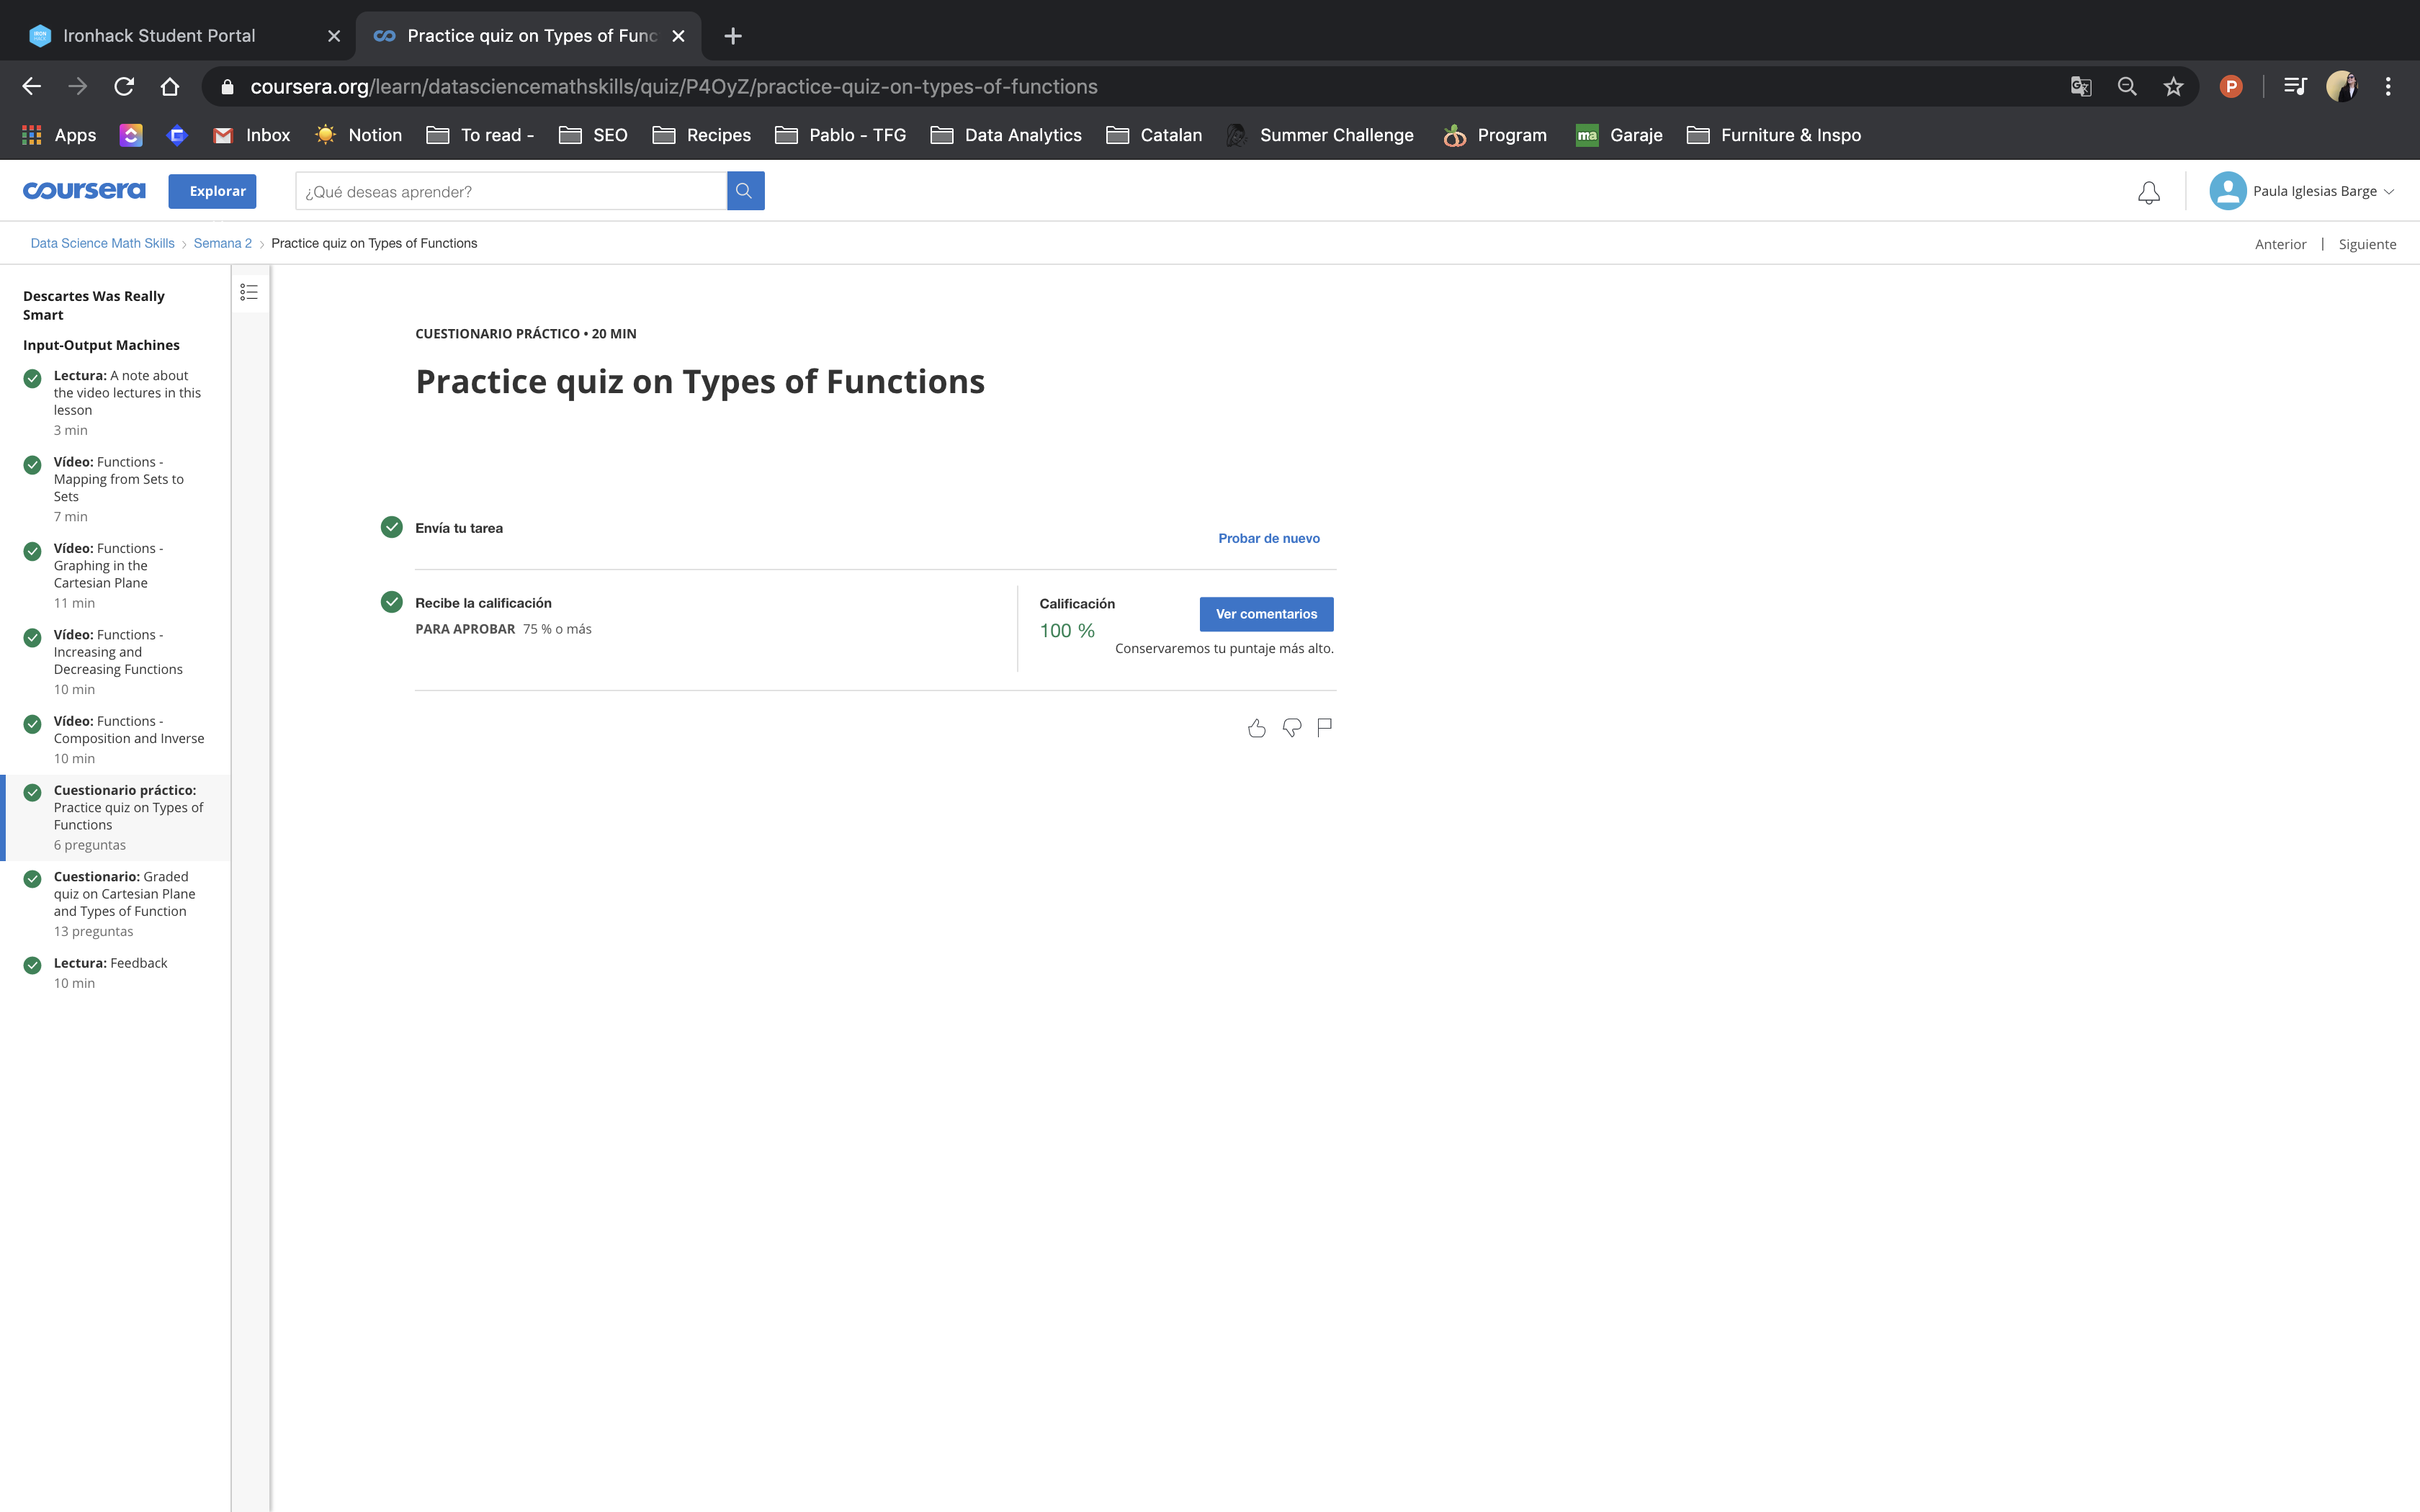 Ironhack Student Portal
Practice quiz on Types of Func
coursera.org/learn/datasciencemathskills/quiz/P4OyZ/practice-quiz-on-types-of-functions
P
Apps
Inbox
Notion
To read -
SEO
Recipes
Pablo - TFG
Data Analytics
Catalan
Summer Challenge
Program
ma
Garaje
Furniture & Inspo
coursera
Explorar
¿Qué deseas aprender?
Paula Iglesias Barge
Data Science Math Skills
Semana 2
Practice quiz on Types of Functions
Anterior | Siguiente
Descartes Was Really
Smart
Input-Output Machines
Lectura: A note about
the video lectures in this
lesson
3 min
Vídeo: Functions -
Mapping from Sets to
Sets
7 min
Vídeo: Functions -
Graphing in the
Cartesian Plane
11 min
Vídeo: Functions -
Increasing and
Decreasing Functions
10 min
Vídeo: Functions -
Composition and Inverse
10 min
Cuestionario práctico:
Practice quiz on Types of
Functions
6 preguntas
Cuestionario: Graded
quiz on Cartesian Plane
and Types of Function
13 preguntas
Lectura: Feedback
10 min
CUESTIONARIO PRÁCTICO • 20 MIN
Practice quiz on Types of Functions
Envía tu tarea
Probar de nuevo
Recibe la calificación
PARA APROBAR 75 % o más
Calificación
100 %
Ver comentarios
Conservaremos tu puntaje más alto.